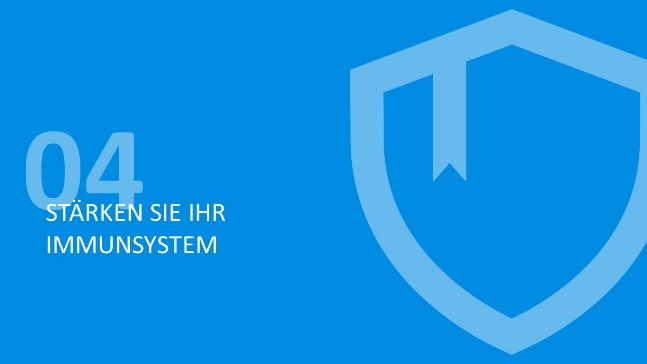 04
STÄRKEN SIE IHR
IMMUNSYSTEM